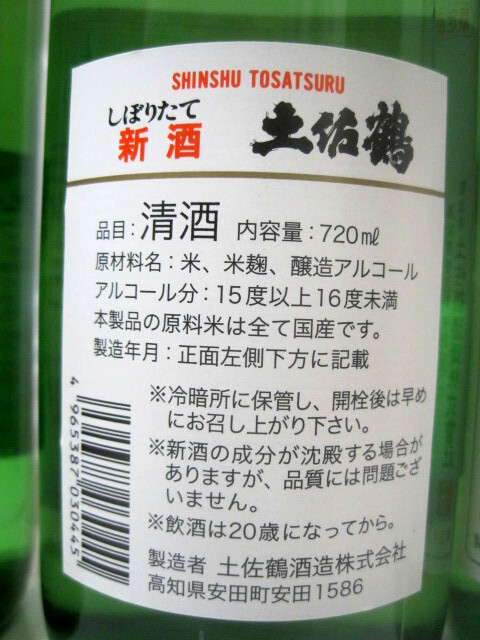 SHINSHU TOSATSURU
しぼりたて
新酒
土佐鶴
品目：清酒 内容量：720㎖
原材料名：米、米麹、醸造アルコール
アルコール分：15度以上16度未満
本製品の原料米は全て国産です。
製造年月：正面左側下方に記載
※冷暗所に保管し、開栓後は早め
にお召し上がり下さい。
※新酒の成分が沈殿する場合が
ありますが、品質には問題ござ
いません。
※飲酒は20歳になってから。
製造者 土佐鶴酒造株式会社
高知県安田町安田1586
4 965387 030445